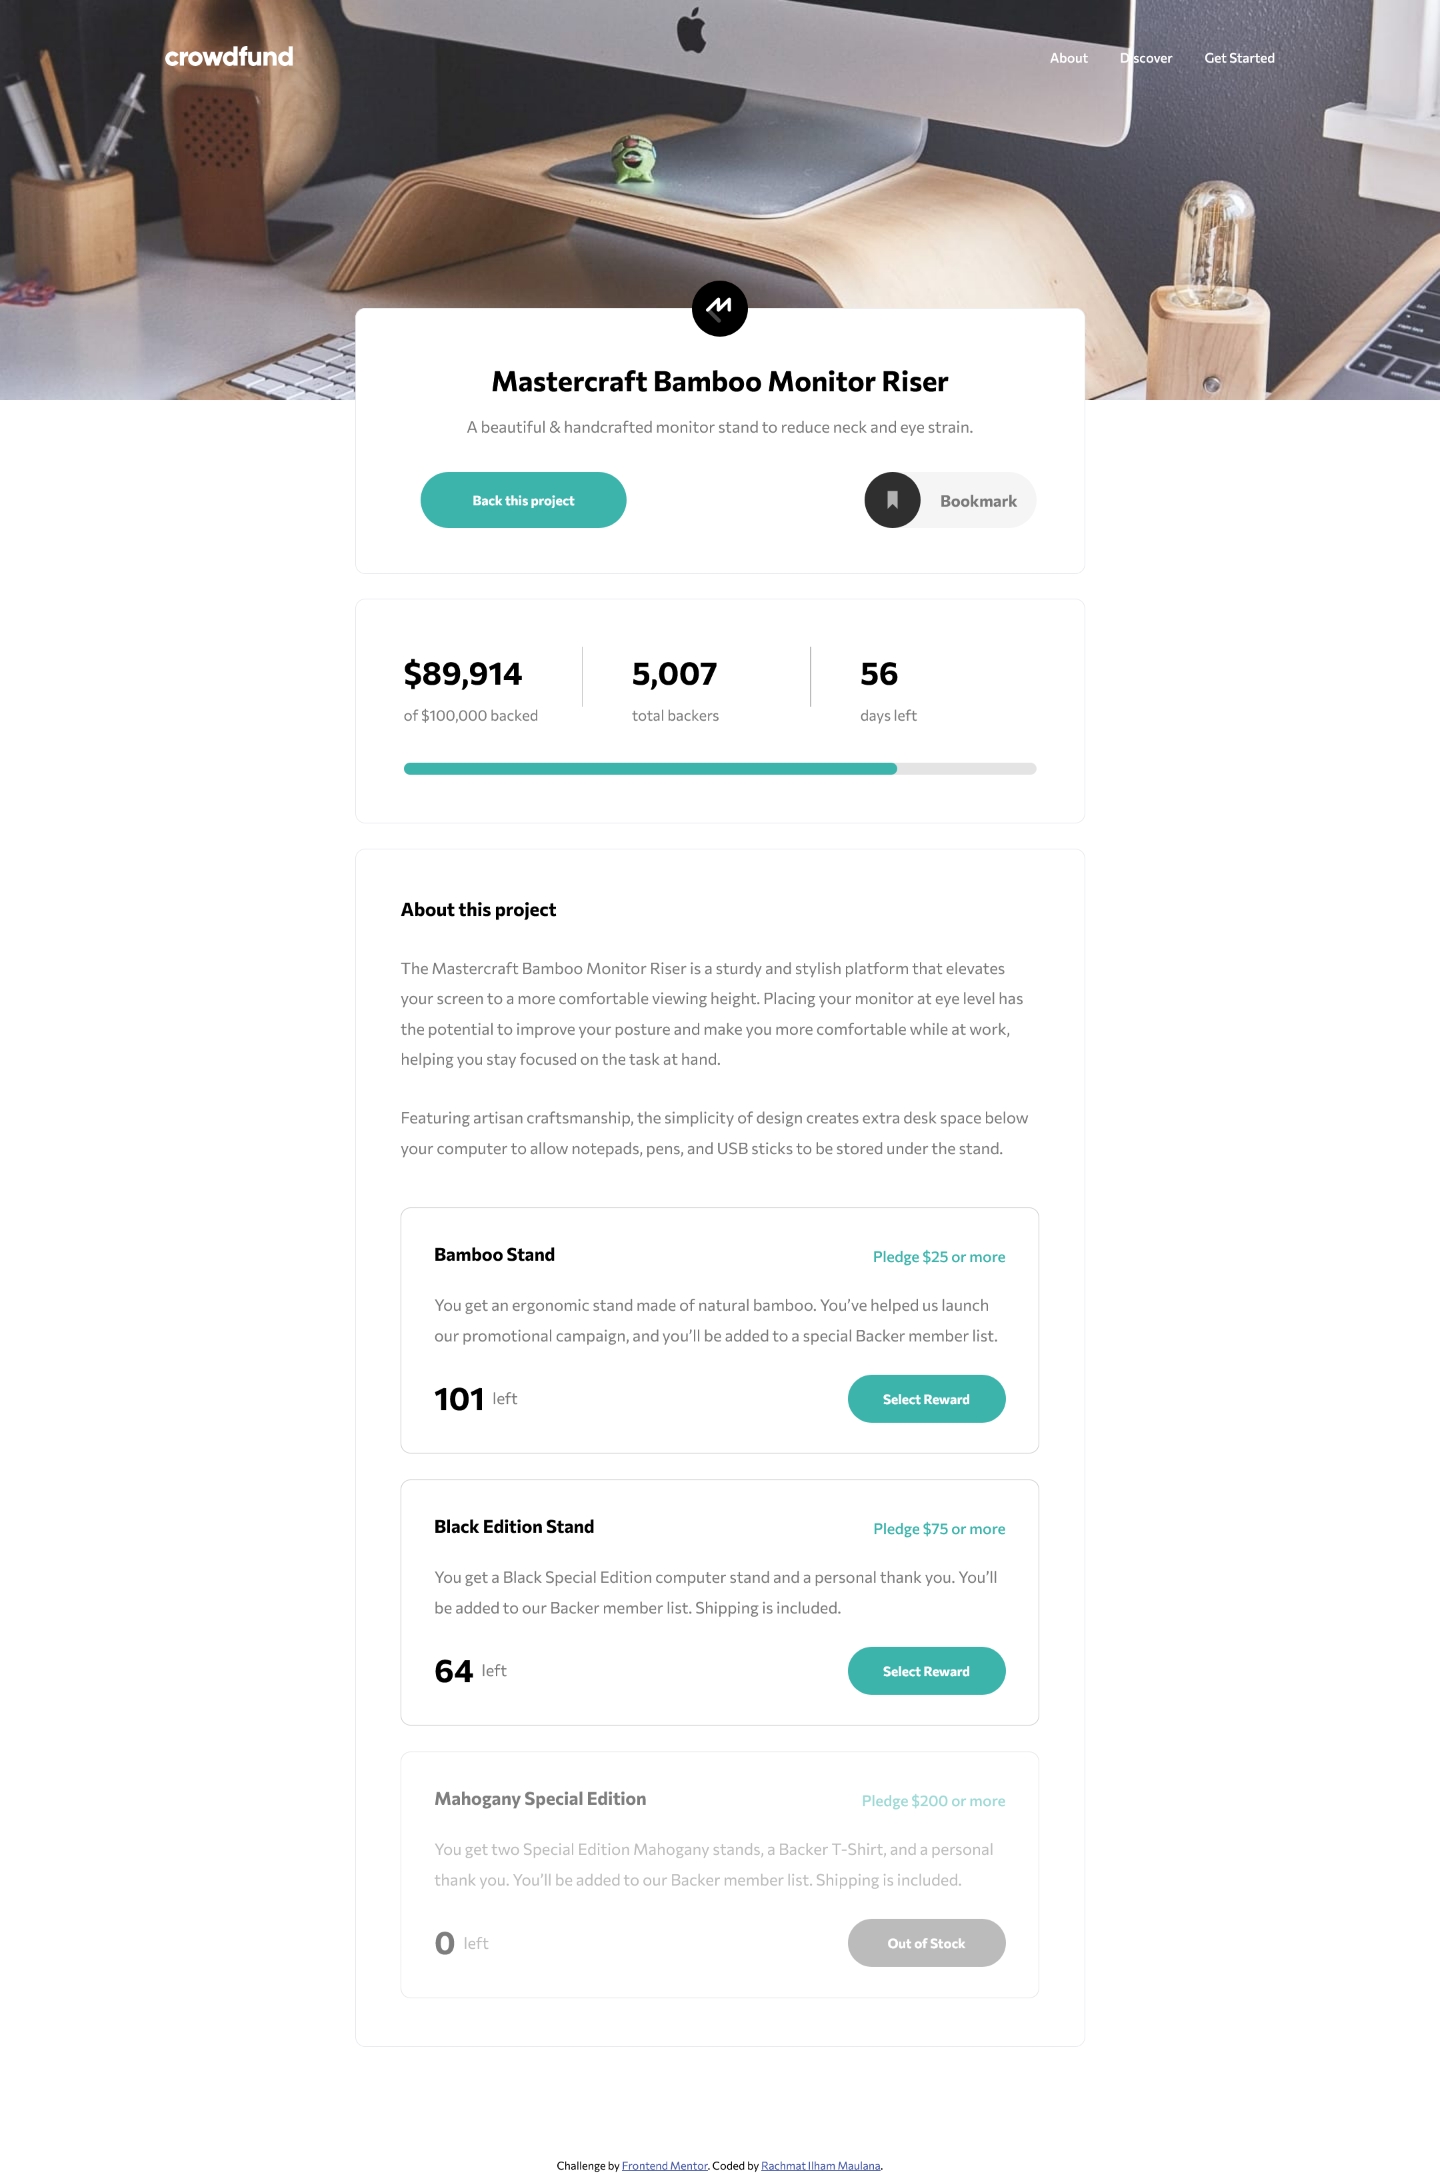 crowdfund
About Discover Get Started
Mastercraft Bamboo Monitor Riser
A beautiful & handcrafted monitor stand to reduce neck and eye strain.
Back this project
Bookmark
$89,914
of $100,000 backed
5,007
total backers
56
days left
About this project
The Mastercraft Bamboo Monitor Riser is a sturdy and stylish platform that elevates
your screen to a more comfortable viewing height. Placing your monitor at eye level has
the potential to improve your posture and make you more comfortable while at work,
helping you stay focused on the task at hand.
Featuring artisan craftsmanship, the simplicity of design creates extra desk space below
your computer to allow notepads, pens, and USB sticks to be stored under the stand.
Bamboo Stand
Pledge $25 or more
You get an ergonomic stand made of natural bamboo. You’ve helped us launch
our promotional campaign, and you’ll be added to a special Backer member list.
101 left
Select Reward
Black Edition Stand
Pledge $75 or more
You get a Black Special Edition computer stand and a personal thank you. You’ll
be added to our Backer member list. Shipping is included.
64 left
Select Reward
Mahogany Special Edition
Pledge $200 or more
You get two Special Edition Mahogany stands, a Backer T-Shirt, and a personal
thank you. You’ll be added to our Backer member list. Shipping is included.
0 left
Out of Stock
Challenge by Frontend Mentor. Coded by Rachmat Ilham Maulana.